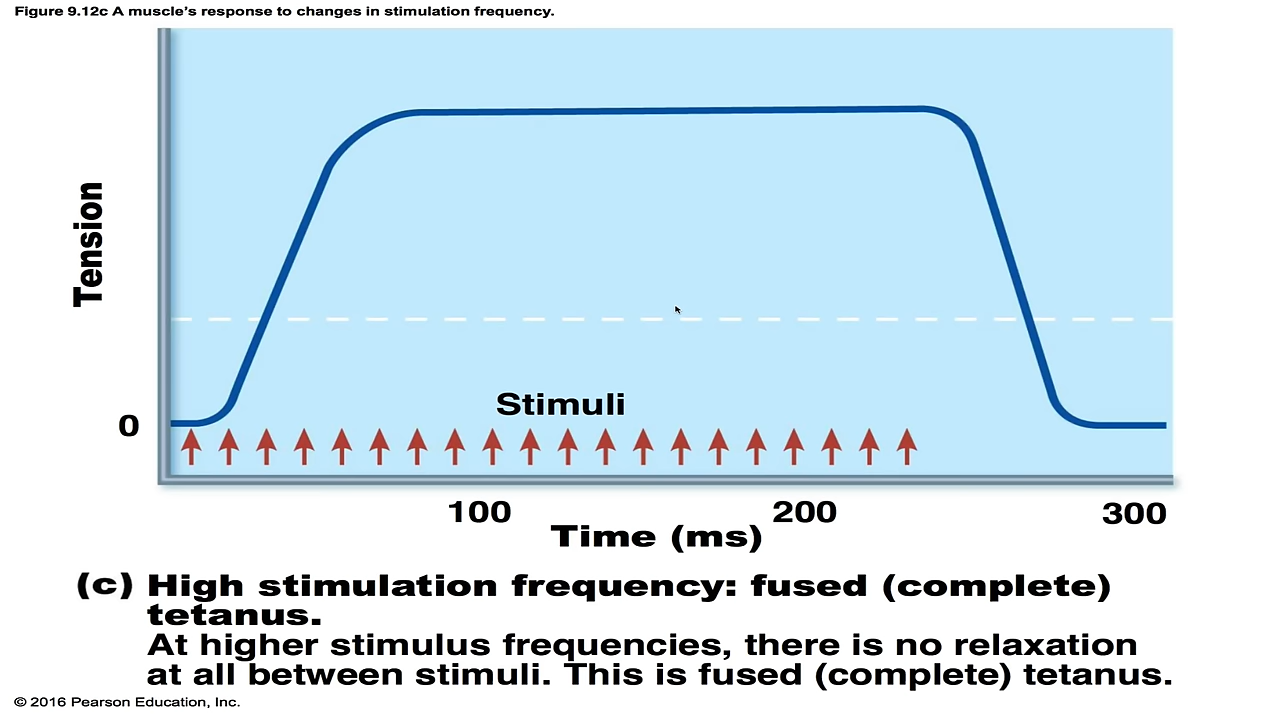 Figure 9.12c A muscle's response to changes in stimulation frequency.
Tension
0
Stimuli
100
200
300
Time (ms)
(c) High stimulation frequency: fused (complete)
tetanus.
At higher stimulus frequencies, there is no relaxation
at all between stimuli. This is fused (complete) tetanus.
© 2016 Pearson Education, Inc.